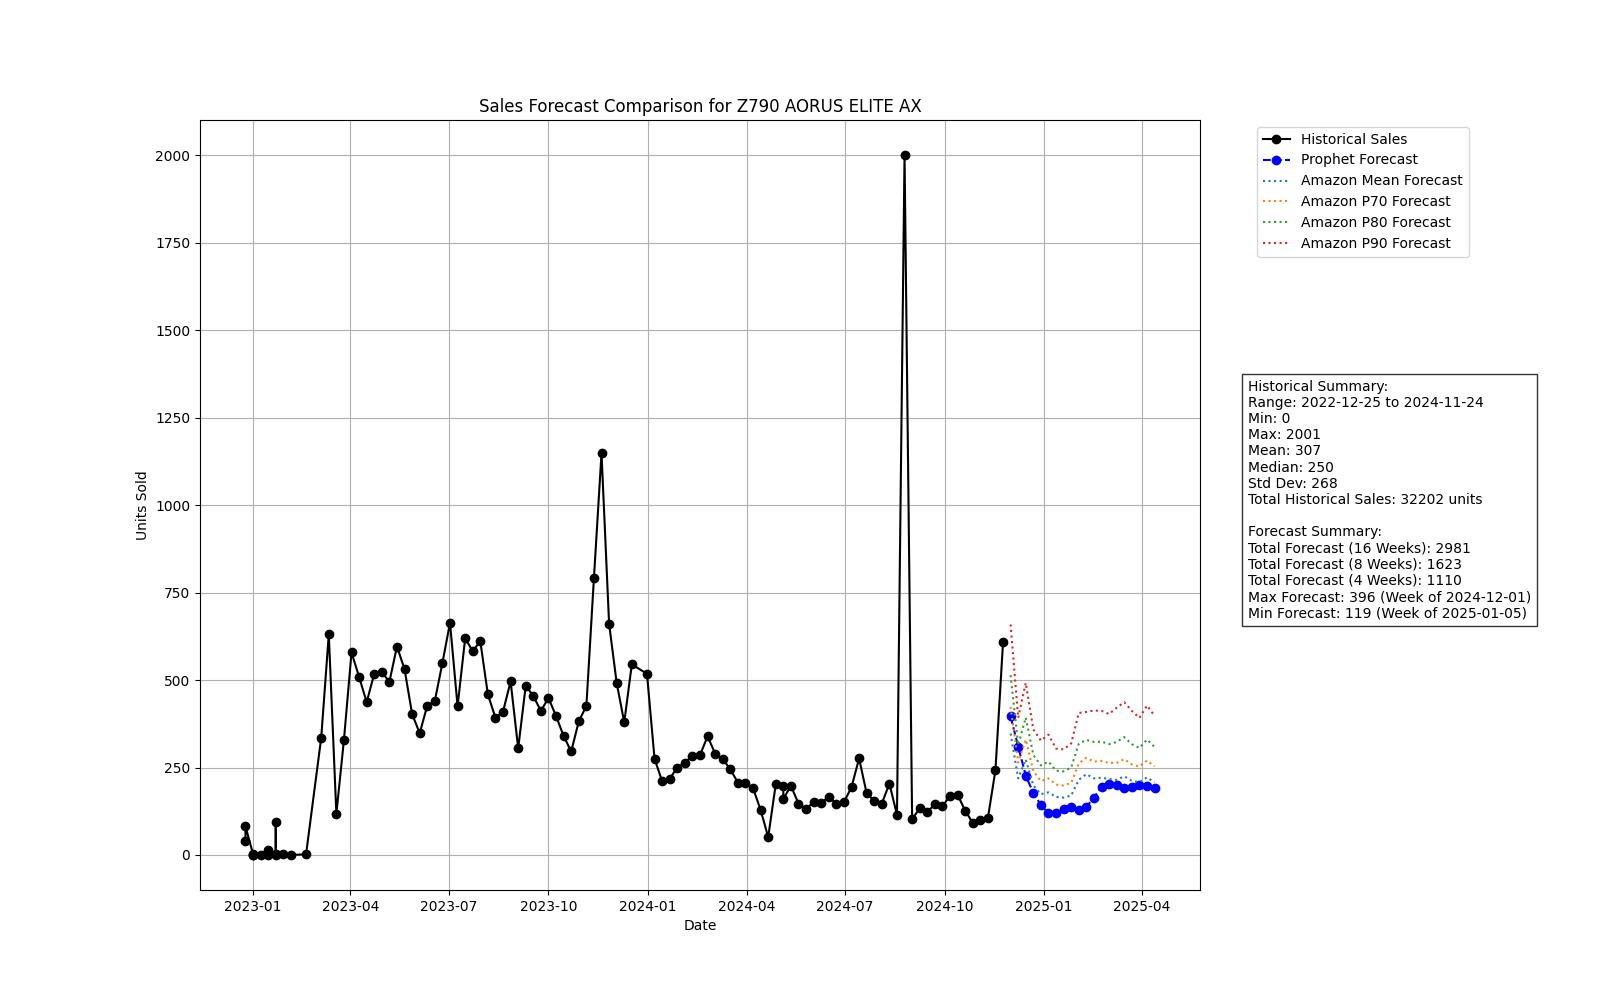 Sales Forecast Comparison for Z790 AORUS ELITE AX
Historical Sales
Prophet Forecast
Amazon Mean Forecast
Amazon P70 Forecast
Amazon P80 Forecast
Amazon P90 Forecast
2000
1750
1500
1250
1000
750
500
250
0
Units Sold
2023-01
2023-04
2023-07
2023-10
2024-01
2024-04
2024-07
2024-10
2025-01
2025-04
Date
Historical Summary:
Range: 2022-12-25 to 2024-11-24
Min: 0
Max: 2001
Mean: 307
Median: 250
Std Dev: 268
Total Historical Sales: 32202 units
Forecast Summary:
Total Forecast (16 Weeks): 2981
Total Forecast (8 Weeks): 1623
Total Forecast (4 Weeks): 1110
Max Forecast: 396 (Week of 2024-12-01)
Min Forecast: 119 (Week of 2025-01-05)